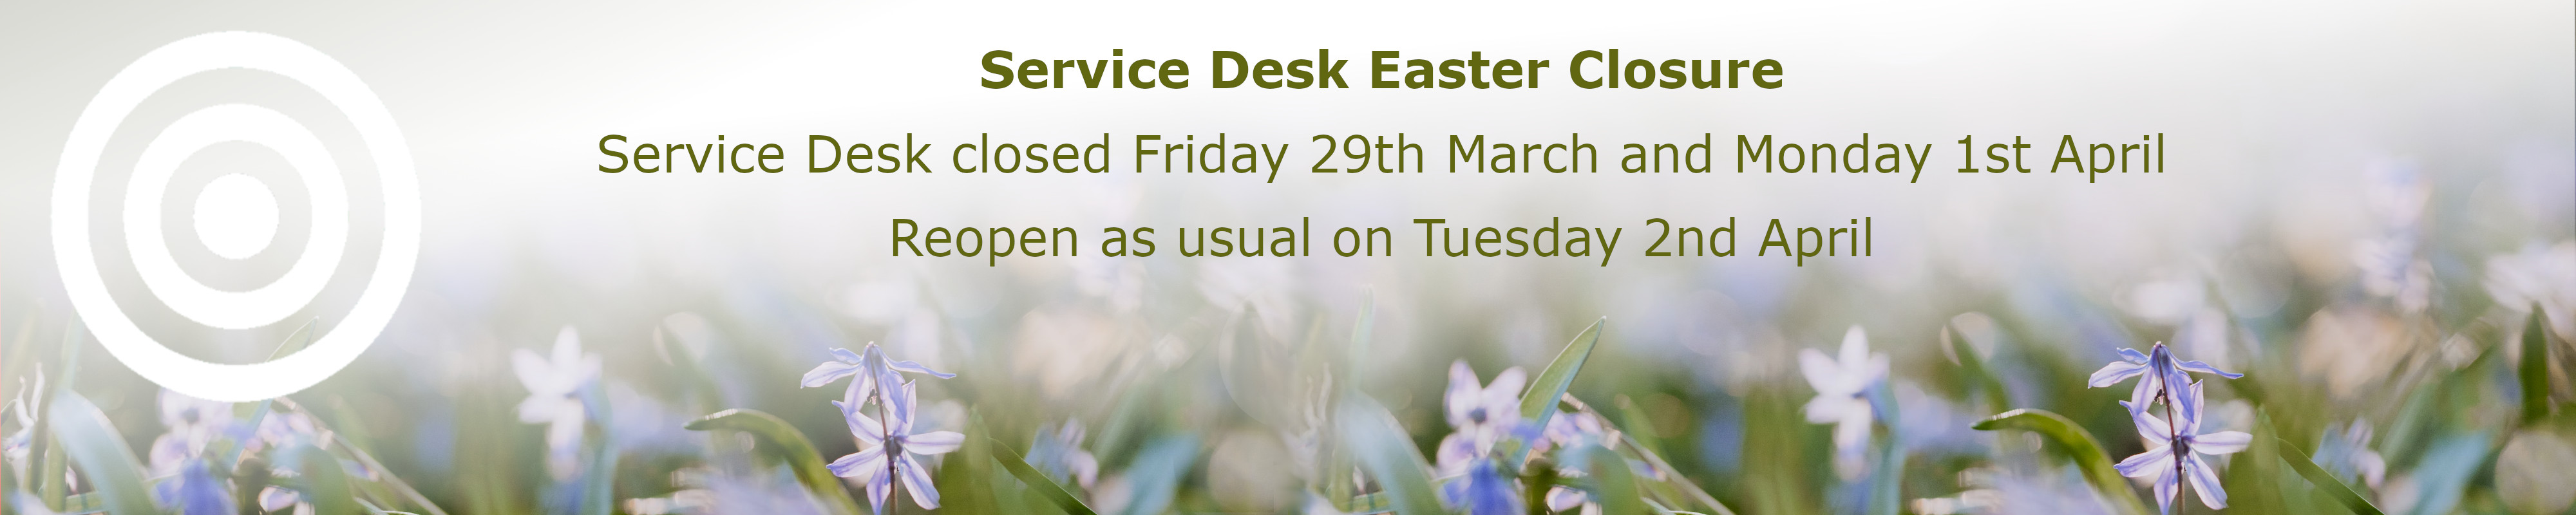 Service Desk Easter Closure
Service Desk closed Friday 29th March and Monday 1st April
Reopen as usual on Tuesday 2nd April